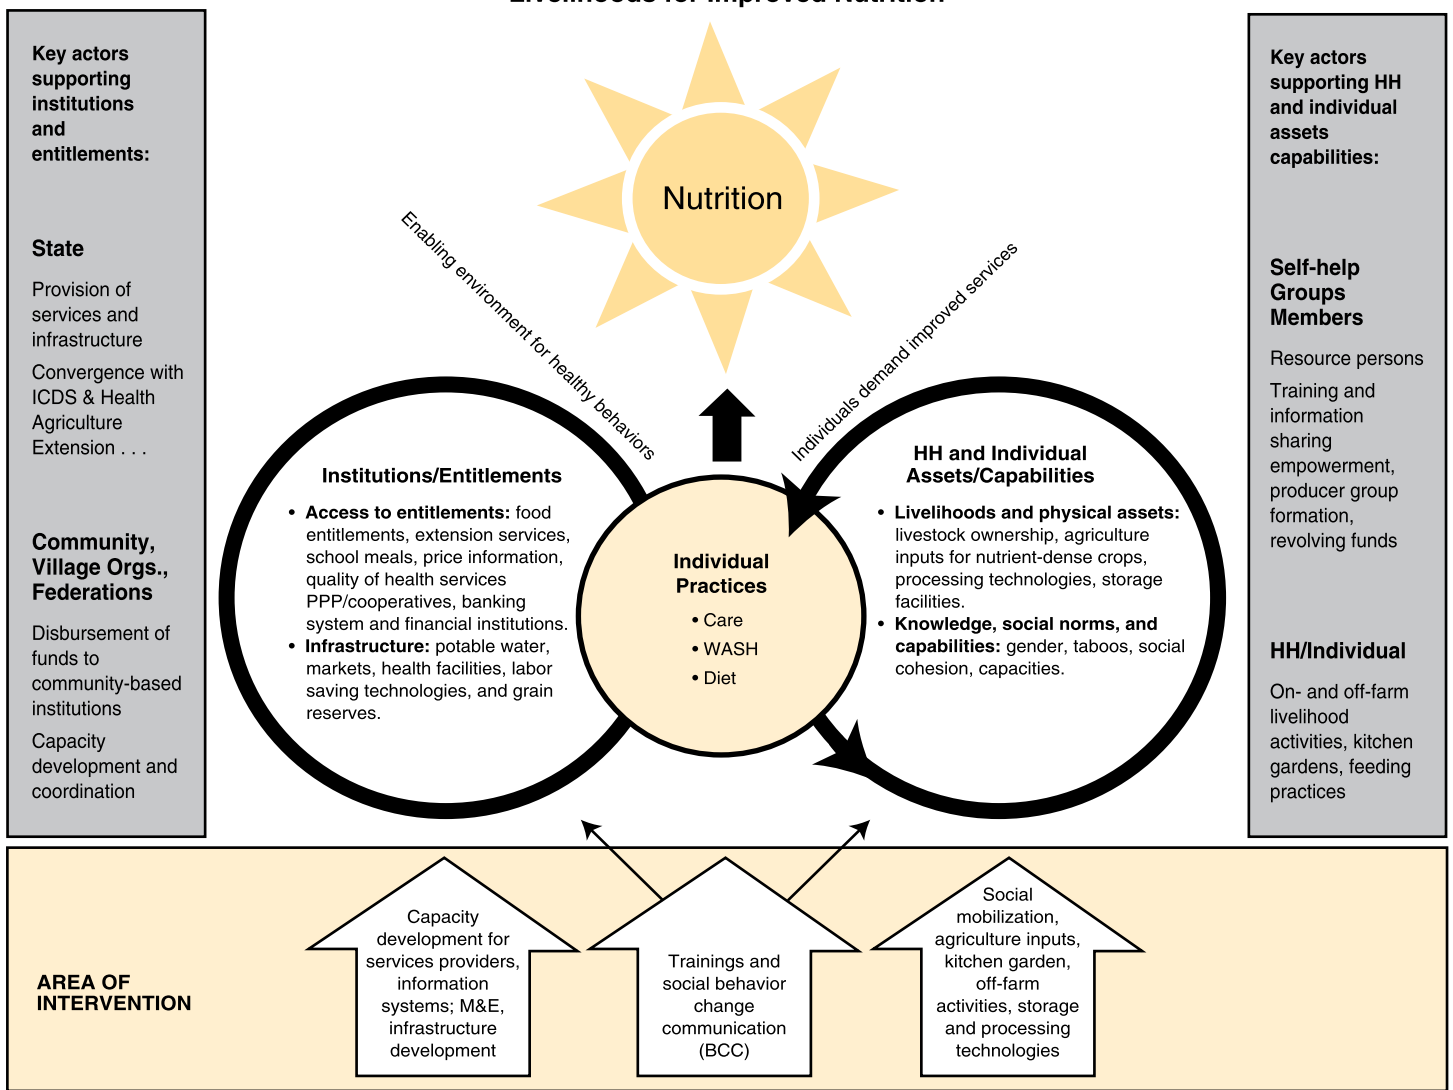 Livelihoods for Improved Nutrition
Key actors
supporting
institutions
and
entitlements:
State
Provision of
services and
infrastructure
Convergence with
ICDS & Health
Agriculture
Extension . . .
Community,
Village Orgs.,
Federations
Disbursement of
funds to
community-based
institutions
Capacity
development and
coordination
Nutrition
Enabling environment for healthy behaviors
Individuals demand improved services
Institutions/Entitlements
• Access to entitlements: food
entitlements, extension services,
school meals, price information,
quality of health services
PPP/cooperatives, banking
system and financial institutions.
• Infrastructure: potable water,
markets, health facilities, labor
saving technologies, and grain
reserves.
Individual
Practices
• Care
• WASH
• Diet
HH and Individual
Assets/Capabilities
• Livelihoods and physical assets:
livestock ownership, agriculture
inputs for nutrient-dense crops,
processing technologies, storage
facilities.
• Knowledge, social norms, and
capabilities: gender, taboos, social
cohesion, capacities.
Key actors
supporting HH
and individual
assets
capabilities:
Self-help
Groups
Members
Resource persons
Training and
information
sharing
empowerment,
producer group
formation,
revolving funds
HH/Individual
On- and off-farm
livelihood
activities, kitchen
gardens, feeding
practices
AREA OF
INTERVENTION
Capacity
development for
services providers,
information
systems; M&E,
infrastructure
development
Trainings and
social behavior
change
communication
(BCC)
Social
mobilization,
agriculture inputs,
kitchen garden,
off-farm
activities, storage
and processing
technologies